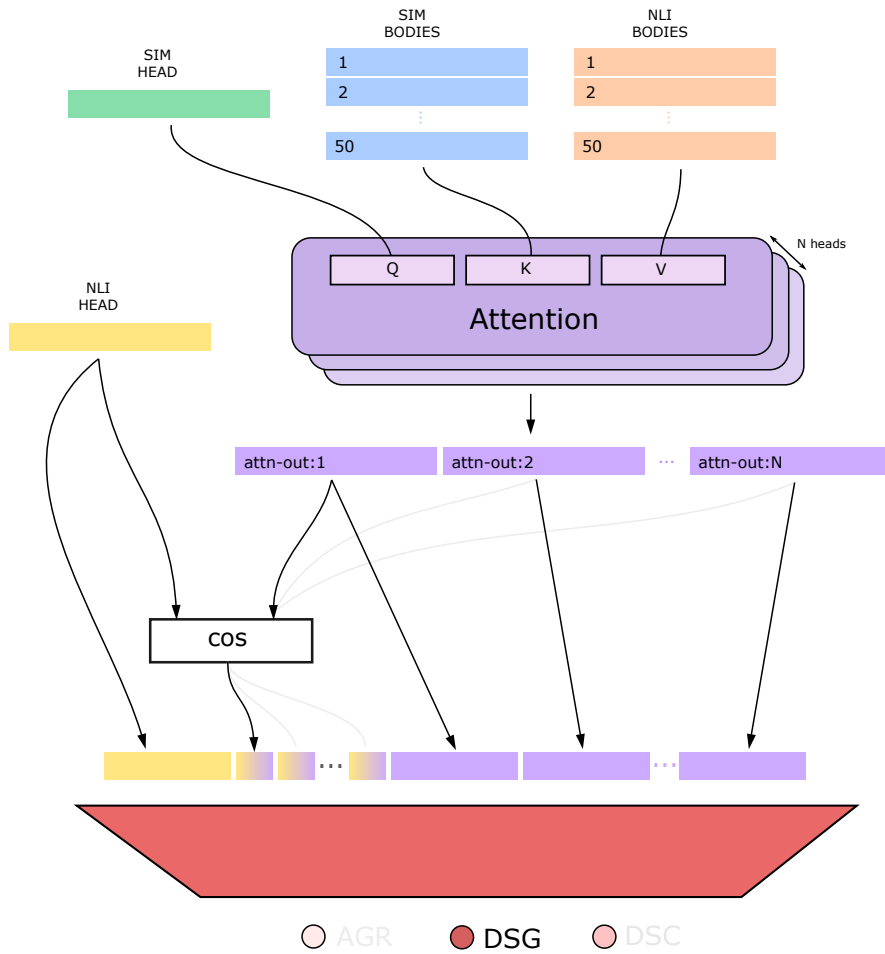 SIM
BODIES
NLI
BODIES
SIM
HEAD
1
1
2
2
⋮
⋮
50
50
N heads
Q
K
V
NLI
HEAD
Attention
attn-out:1
attn-out:2
...
attn-out:N
cos
...
...
AGR
DSG
DSC